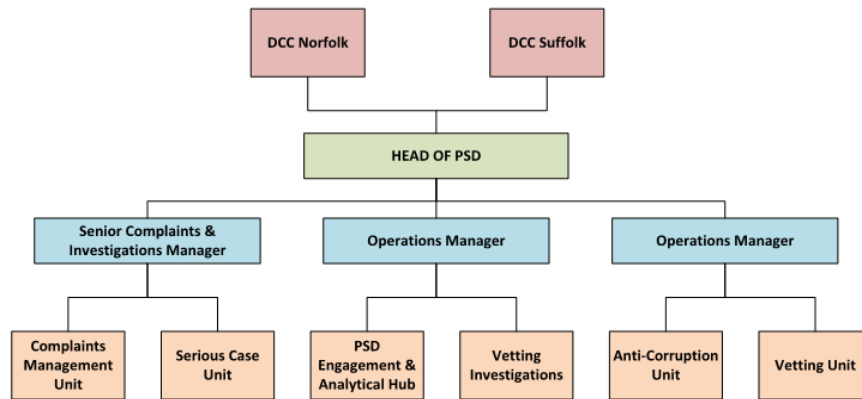 DCC Norfolk
DCC Suffolk
HEAD OF PSD
Senior Complaints &
Investigations Manager
Operations Manager
Operations Manager
Complaints
Management
Unit
Serious Case
Unit
PSD
Engagement &
Analytical Hub
Vetting
Investigations
Anti-Corruption
Unit
Vetting Unit